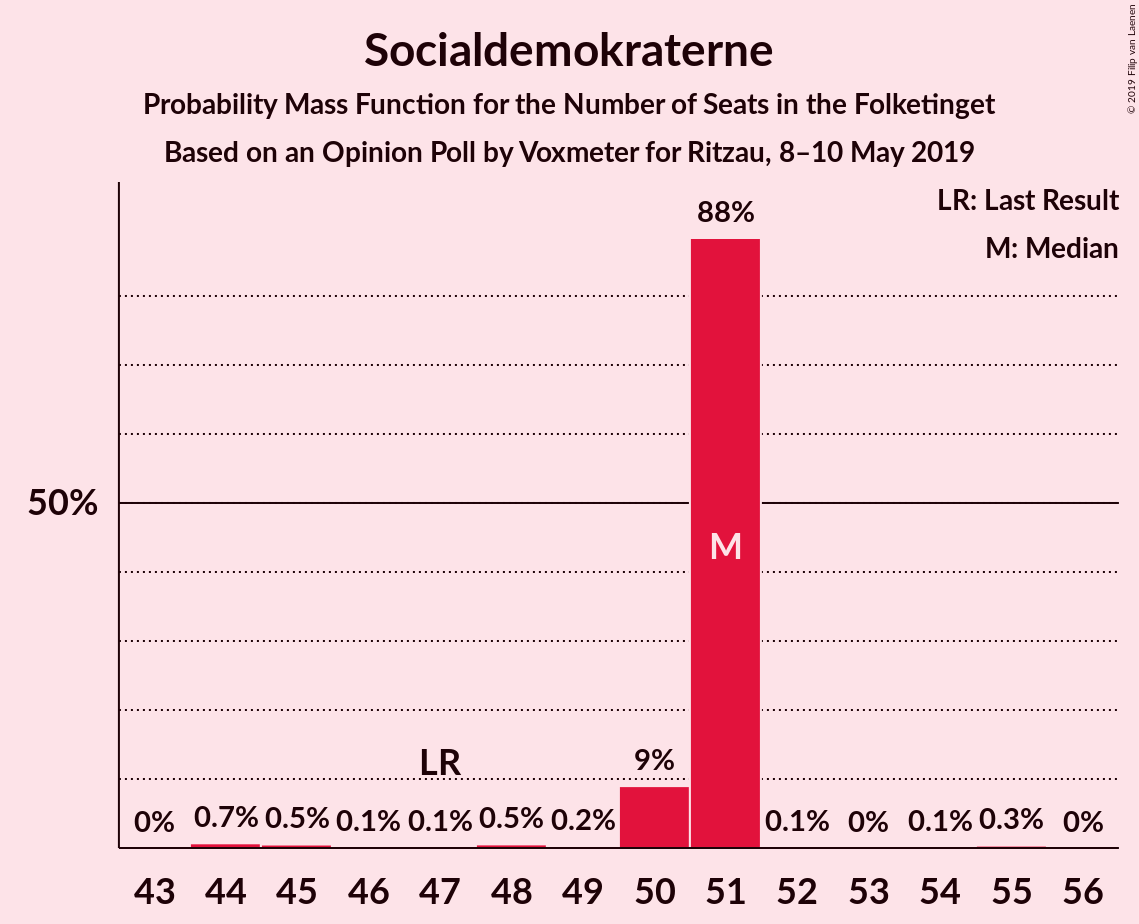 Socialdemokraterne
Probability Mass Function for the Number of Seats in the Folketinget
Based on an Opinion Poll by Voxmeter for Ritzau, 8–10 May 2019
© 2019 Filip van Laenen
LR: Last Result
M: Median
88%
50%
M
LR
9%
0% 0.7% 0.5% 0.1% 0.1% 0.5% 0.2% 0.1% 0% 0.1% 0.3% 0%
43 44 45 46 47 48 49 50 51 52 53 54 55 56